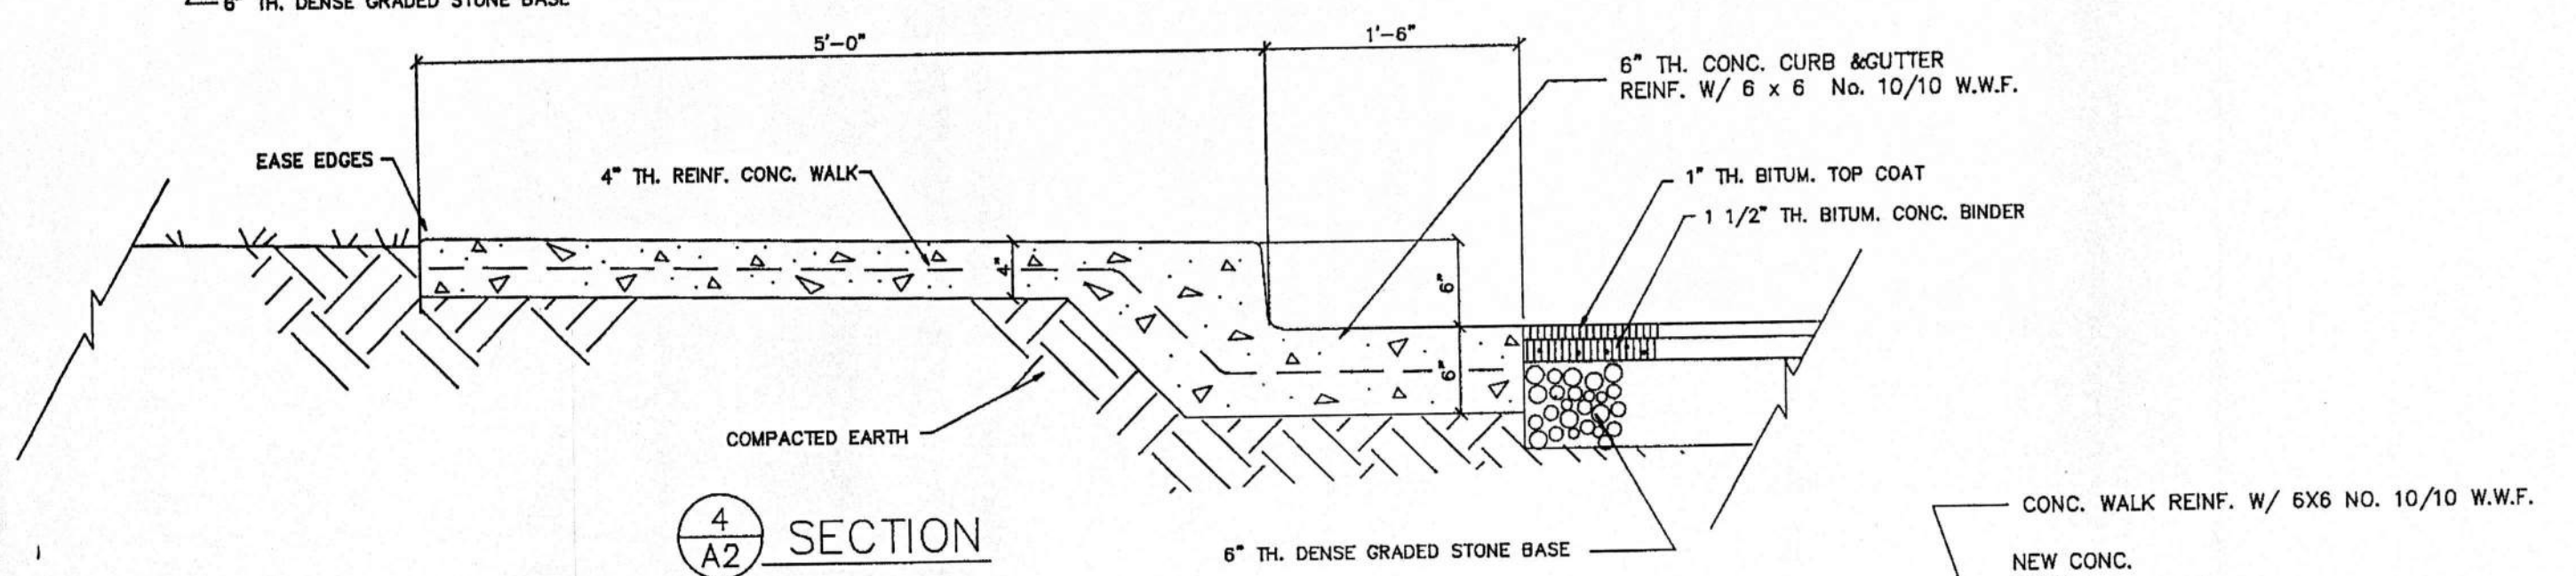 6" TH. DENSE GRADED STONE BASE
5'-0"
1'-6"
6" TH. CONC. CURB &GUTTER
REINF. W/ 6 x 6 No. 10/10 W.W.F.
EASE EDGES
4" TH. REINF. CONC. WALK
1" TH. BITUM. TOP COAT
1 1/2" TH. BITUM. CONC. BINDER
4"
6"
6"
COMPACTED EARTH
4
A2
SECTION
6" TH. DENSE GRADED STONE BASE
CONC. WALK REINF. W/ 6X6 NO. 10/10 W.W.F.
NEW CONC.